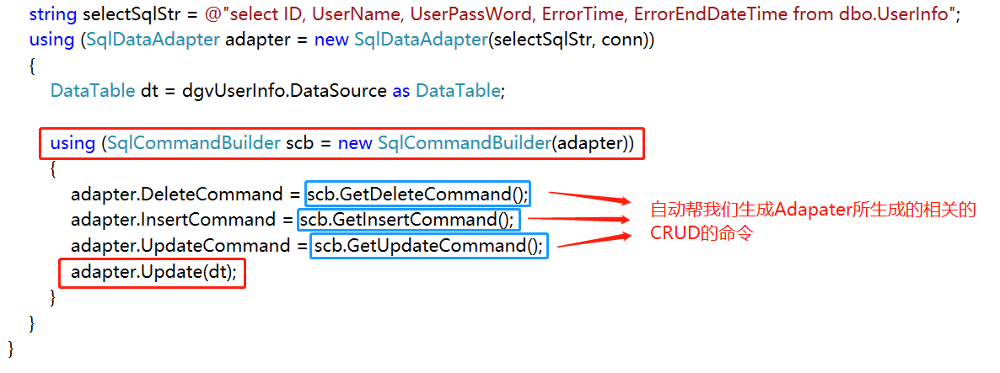 string selectSqlStr = @"select ID, UserName, UserPassWord, ErrorTime, ErrorEndDateTime from dbo.UserInfo";
using (SqlDataAdapter adapter = new SqlDataAdapter(selectSqlStr, conn))
{
DataTable dt = dgvUserInfo.DataSource as DataTable;
using (SqlCommandBuilder scb = new SqlCommandBuilder(adapter))
{
adapter.DeleteCommand = scb.GetDeleteCommand();
adapter.InsertCommand = scb.GetInsertCommand();
adapter.UpdateCommand = scb.GetUpdateCommand();
adapter.Update(dt);
}
}
}
自动帮我们生成Adapater所生成的相关的
CRUD的命令